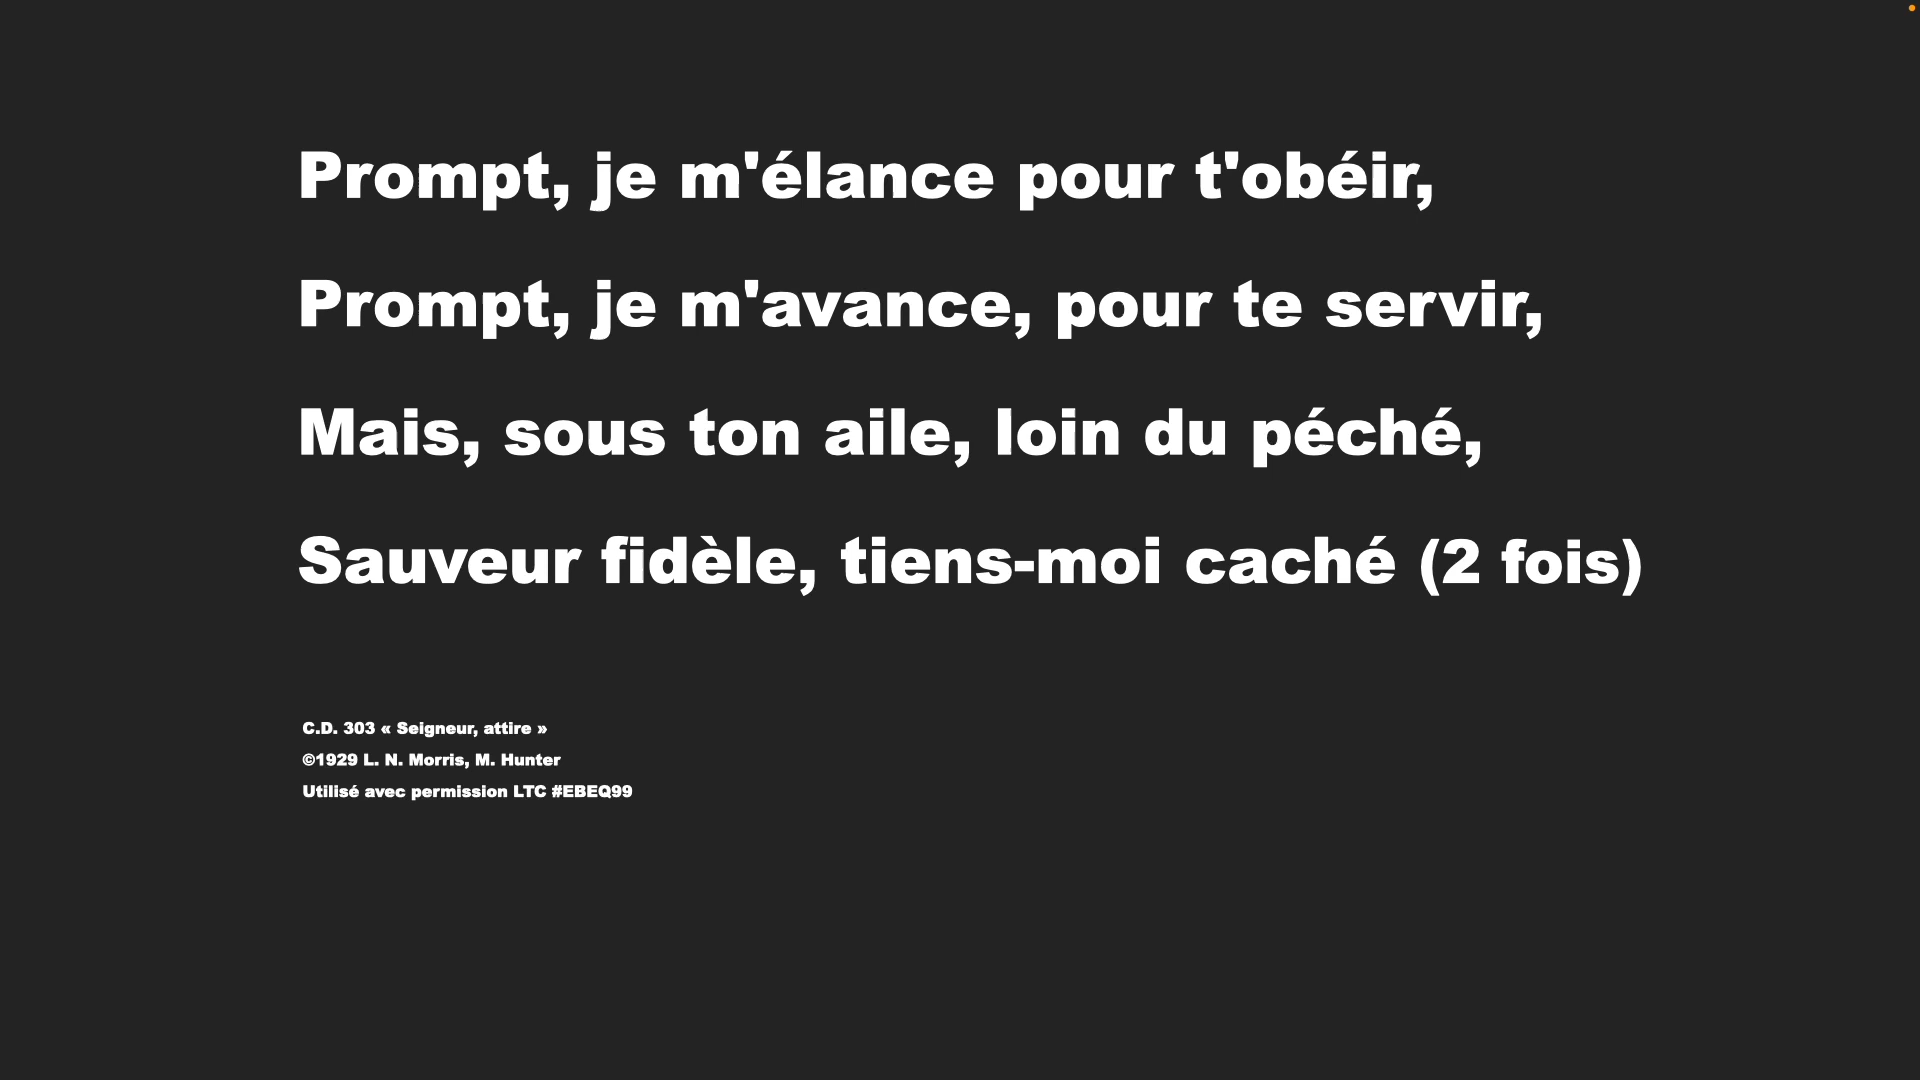 Prompt, je m'élance pour t'obéir,
Prompt, je m'avance, pour te servir,
Mais, sous ton aile, loin du péché,
Sauveur fidèle, tiens-moi caché (2 fois)
C.D. 303 « Seigneur, attire »
©1929 L. N. Morris, M. Hunter
Utilisé avec permission LTC #EBEQ99